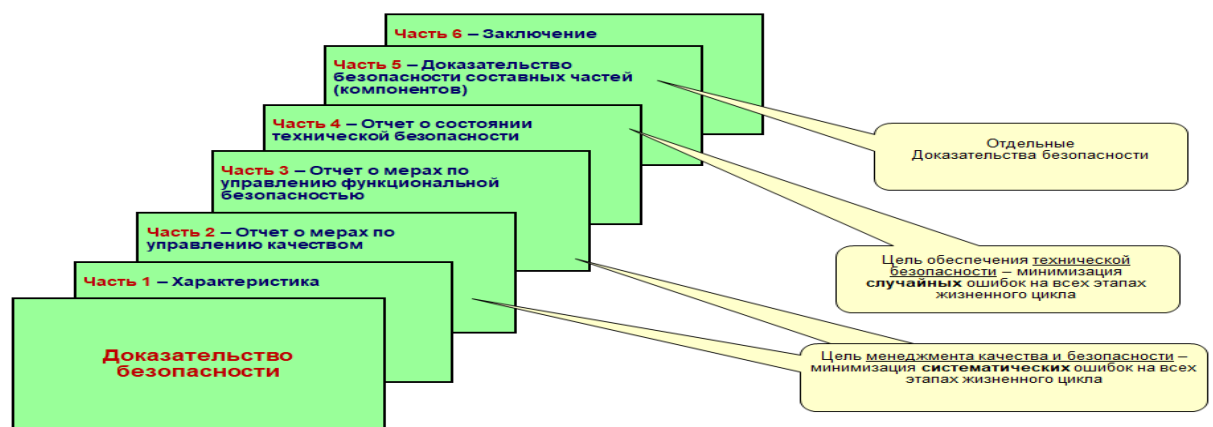 Часть 6 – Заключение
Часть 5 – Доказательство
безопасности составных частей
(компонентов)
Часть 4 – Отчет о состоянии
технической безопасности
Часть 3 – Отчет о мерах по
управлению функциональной
безопасностью
Часть 2 – Отчет о мерах по
управлению качеством
Часть 1 – Характеристика
Доказательство
безопасности
Отдельные
Доказательства безопасности
Цель обеспечения технической
безопасности – минимизация
случайных ошибок на всех этапах
жизненного цикла
Цель менеджмента качества и безопасности –
минимизация систематических ошибок на всех
этапах жизненного цикла